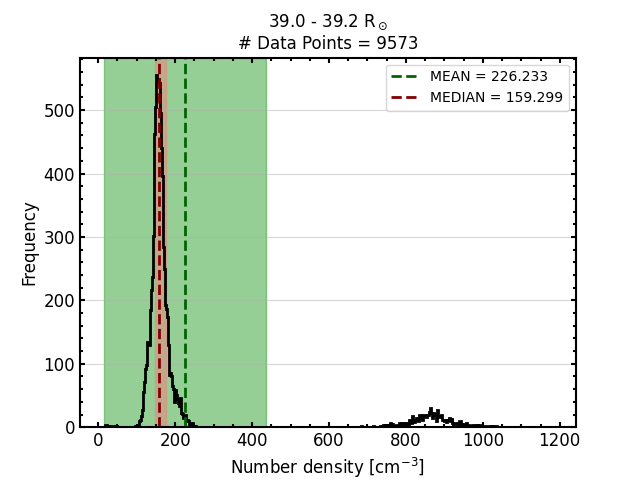 39.0 - 39.2 R⊙
# Data Points = 9573
MEAN = 226.233
MEDIAN = 159.299
Frequency
500
400
300
200
100
0
0 200 400 600 800 1000 1200
Number density [cm⁻³]